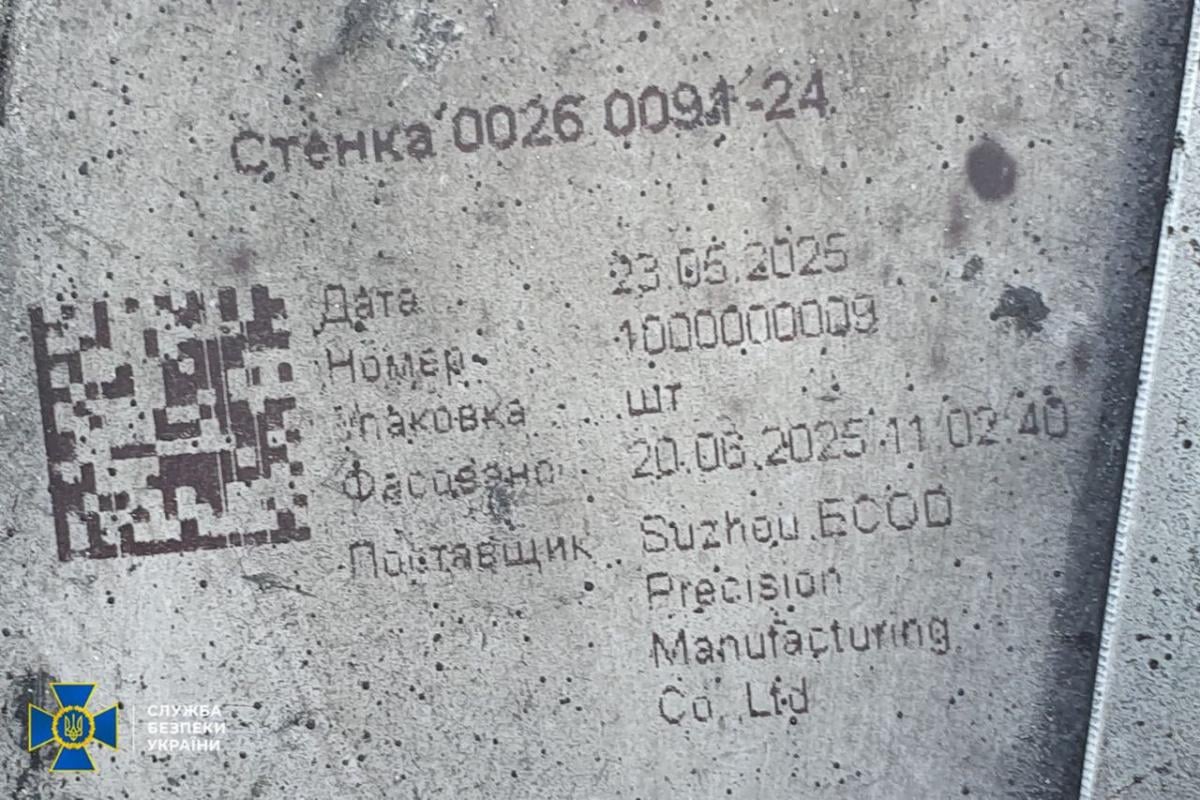 Стенка 0026 0091-24
Дата 23.05.2025
Номер 1000000009
Упаковка шт
Фасовано 20.06.2025 11:02:40
Поставщик Suzhou ECOD
Precision
Manufacturing
Co., Ltd
СЛУЖБА
БЕЗПЕКИ
УКРАЇНИ